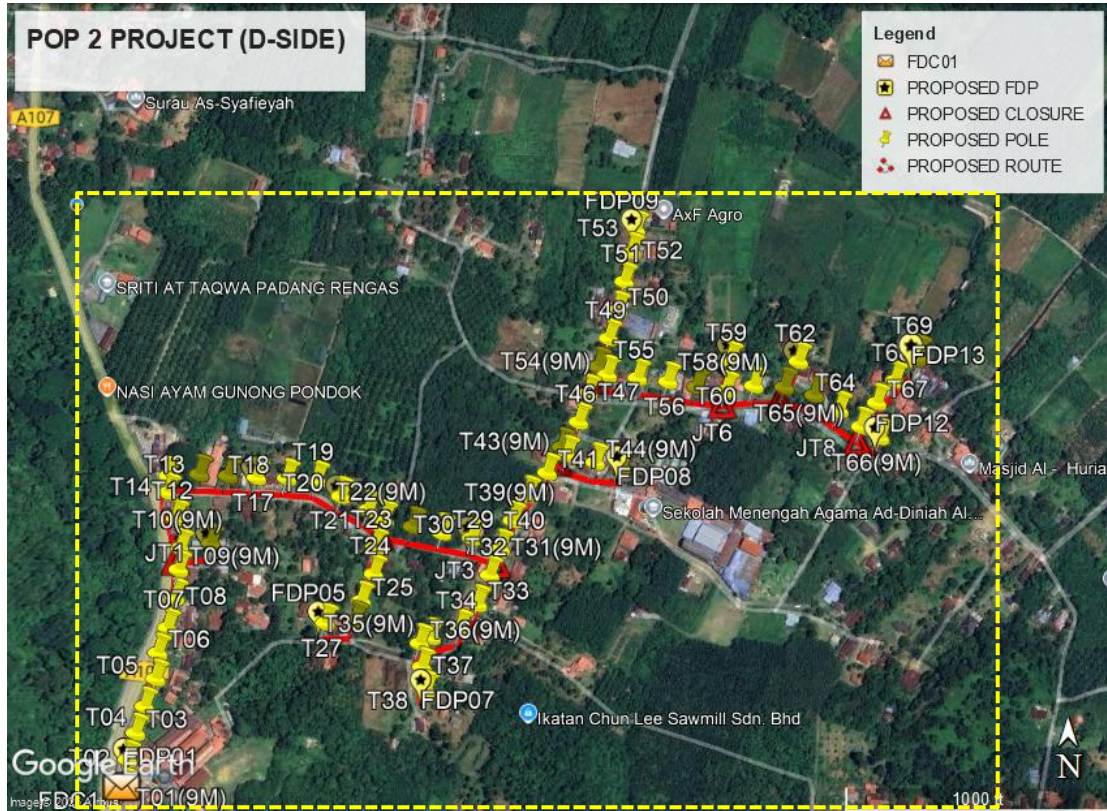 POP 2 PROJECT (D-SIDE)
Legend
FDC01
PROPOSED FDP
PROPOSED CLOSURE
PROPOSED POLE
PROPOSED ROUTE
Surau As-Syafieyah
A107
FDP09
AxF Agro
T53
T52
T51
SRITI AT TAQWA PADANG RENGAS
T50
T49
T59
T62
T69
FDP13
T54(9M)
T55
T58(9M)
NASI AYAM GUNONG PONDOK
T46
T47
T60
T64
T67
T56
T65(9M)
JT6
FDP12
JT8
T43(9M)
T44(9M)
T66(9M)
T41
T19
T13
T18
FDP08
Masjid Al - Huria
T14
T12
T20
T22(9M)
T39(9M)
T17
Sekolah Menengah Agama Ad-Diniah Al...
T10(9M)
T21
T23
T30
T29
T40
T24
T32
T31(9M)
JT1
T09(9M)
JT3
T25
T33
T07
T08
FDP05
T34
T35(9M)
T36(9M)
T06
T27
T05
T37
T38
FDP07
T04
T03
Ikatan Chun Lee Sawmill Sdn. Bhd
FDP01
Google Earth
T01(9M)
N
1000 ft